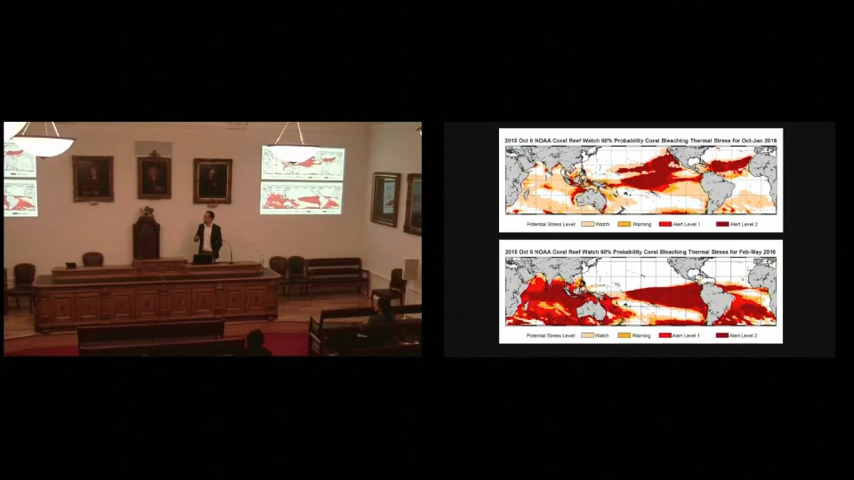 2015 Oct 6 NOAA Coral Reef Watch 60% Probability Coral Bleaching Thermal Stress for Oct-Jan 2016
Potential Stress Level: Watch Warning Alert Level 1 Alert Level 2
2015 Oct 6 NOAA Coral Reef Watch 60% Probability Coral Bleaching Thermal Stress for Feb-May 2016
Potential Stress Level: Watch Warning Alert Level 1 Alert Level 2